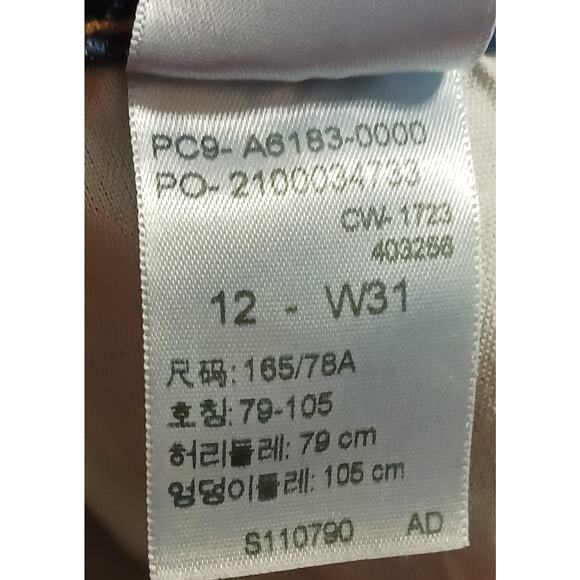 PC9- A6183-0000
PO- 2100034733
CW- 1723
403256
12 - W31
尺码: 165/78A
호칭: 79-105
허리둘레: 79 cm
엉덩이둘레: 105 cm
S110790 AD